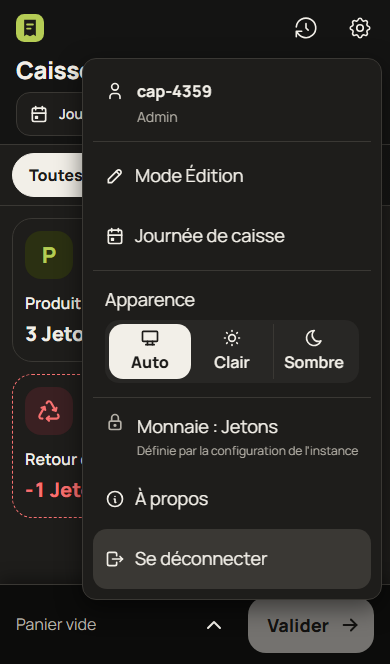 Caisse
cap-4359
Admin
Jou
Toutes
Mode Édition
Journée de caisse
P
Produit
3 Jeto
Apparence
Auto
Clair
Sombre
Retour
-1 Jet
Monnaie : Jetons
Définie par la configuration de l'instance
À propos
Se déconnecter
Panier vide
Valider